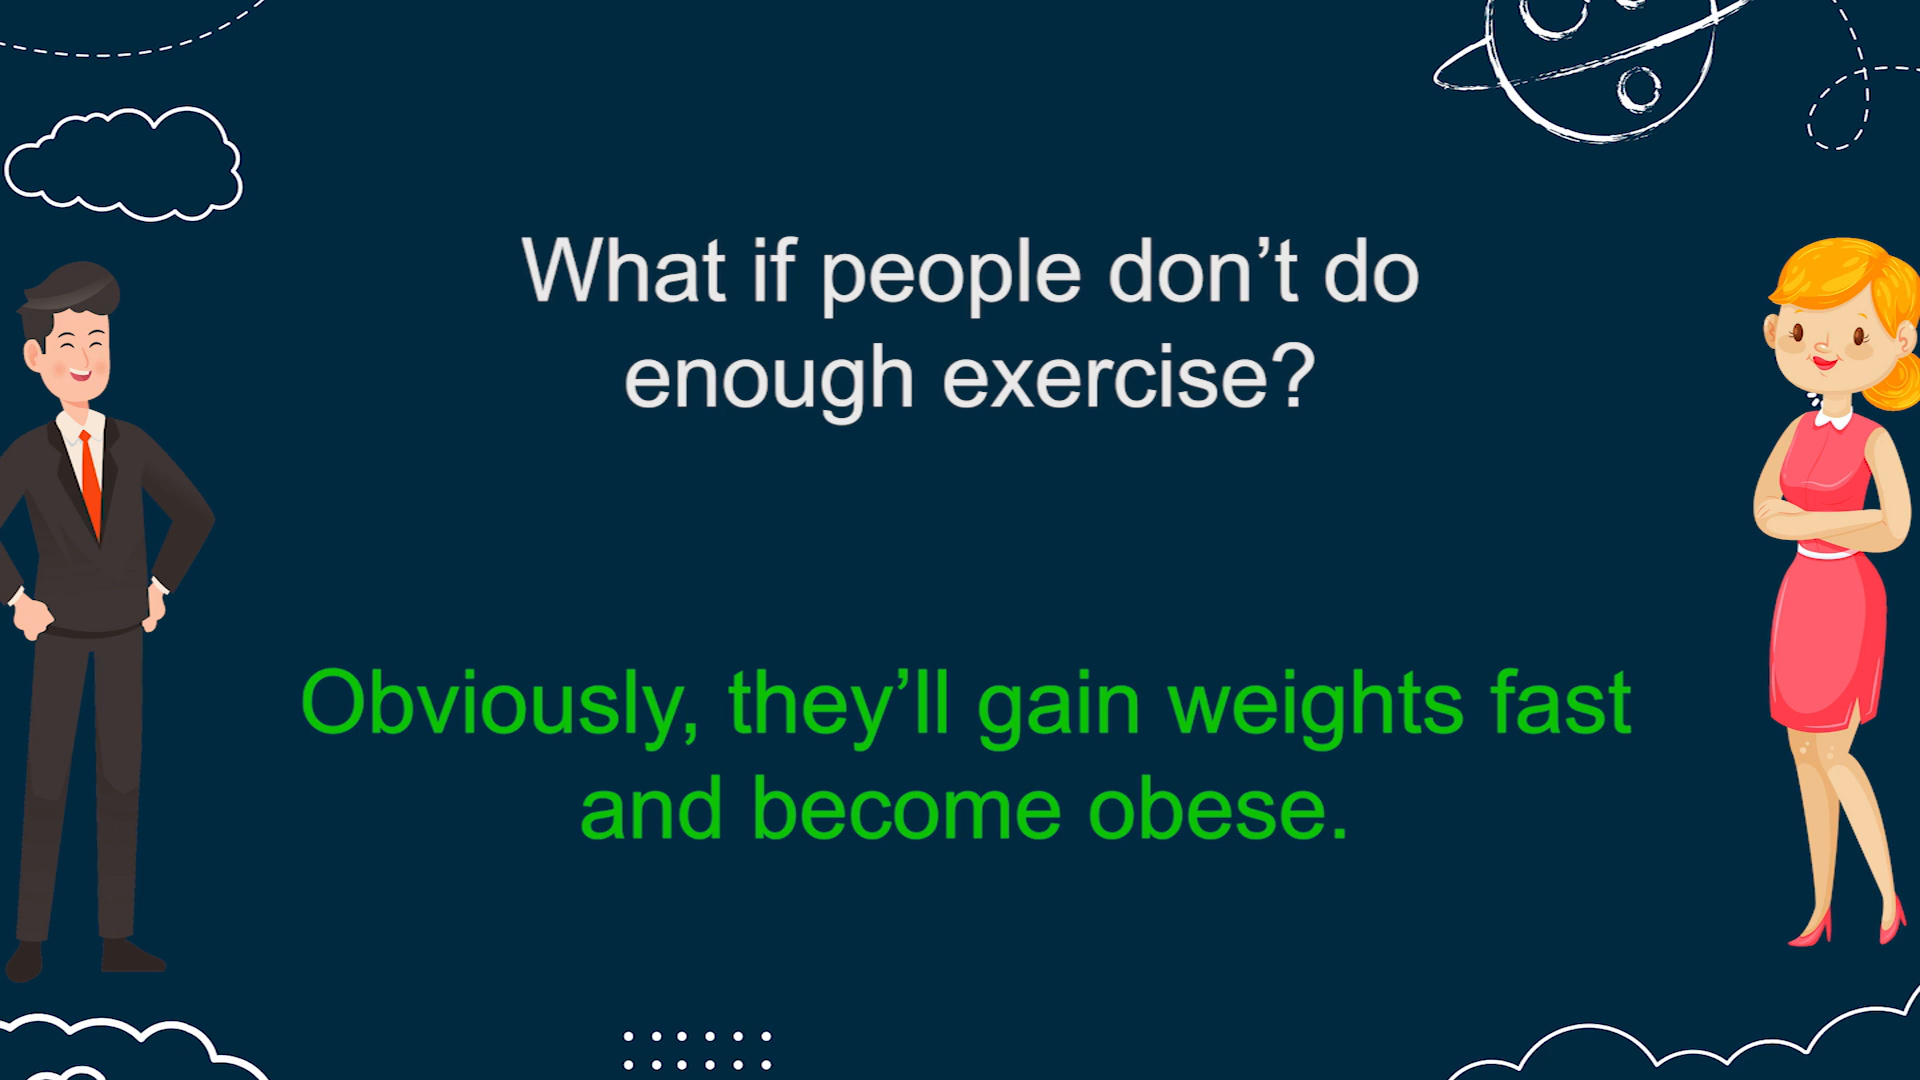 What if people don’t do
enough exercise?
Obviously, they’ll gain weights fast
and become obese.